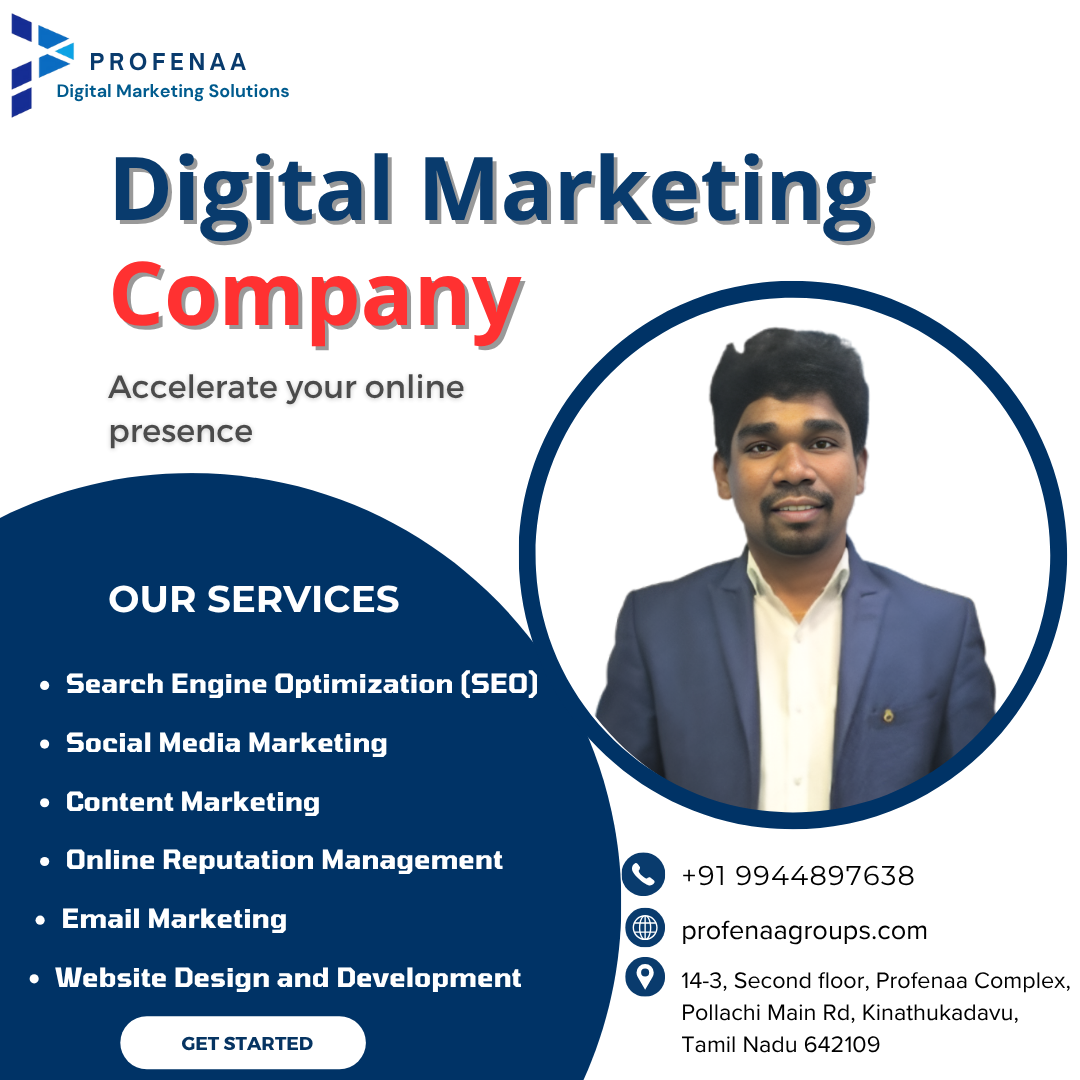 PROFENAA
Digital Marketing Solutions
Digital Marketing
Company
Accelerate your online
presence
OUR SERVICES
Search Engine Optimization (SEO)
Social Media Marketing
Content Marketing
Online Reputation Management
Email Marketing
Website Design and Development
GET STARTED
+91 9944897638
profenaagroups.com
14-3, Second floor, Profenaa Complex,
Pollachi Main Rd, Kinathukadavu,
Tamil Nadu 642109